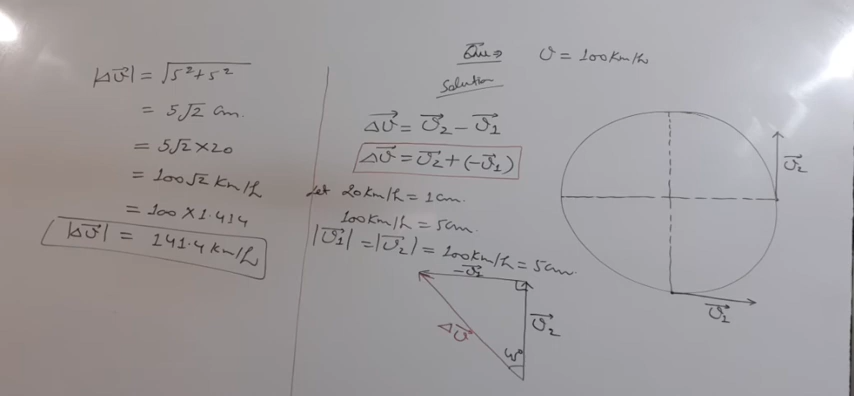 Que ⇒ v = 100 km/h
Solution
Δv⃗ = v⃗₂ - v⃗₁
Δv⃗ = v⃗₂ + (-v⃗₁)
Let 20 km/h = 1 cm.
100 km/h = 5 cm.
|v⃗₁| = |v⃗₂| = 100 km/h = 5 cm.
-v⃗₁
v⃗₂
Δv⃗
v⃗₂
v⃗₁
|Δv⃗| = √5² + 5²
= 5√2 cm.
= 5√2 × 20
= 100√2 km/h
= 100 × 1.414
|Δv⃗| = 141.4 km/h